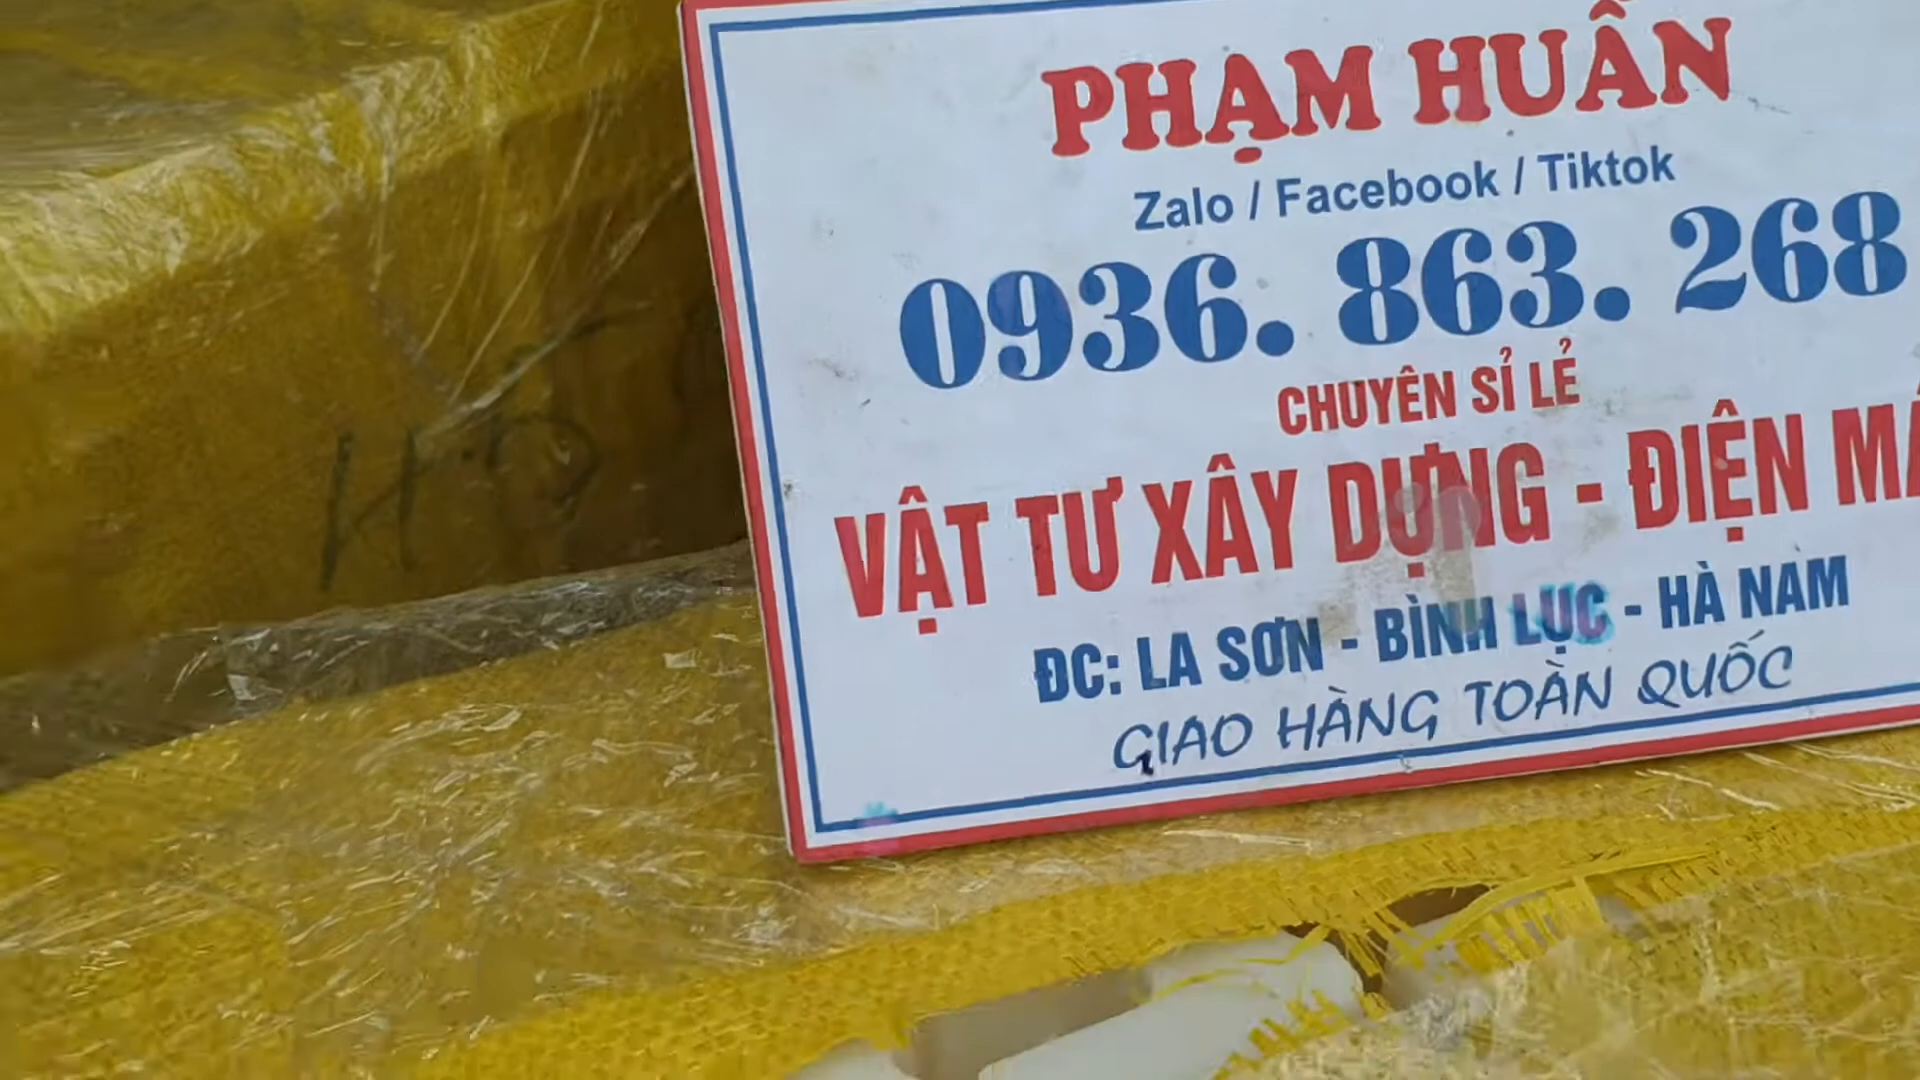 PHẠM HUẤN
Zalo / Facebook / Tiktok
0936. 863. 268
CHUYÊN SỈ LẺ
VẬT TƯ XÂY DỰNG - ĐIỆN
ĐC: LA SƠN - BÌNH LỤC - HÀ NAM
GIAO HÀNG TOÀN QUỐC